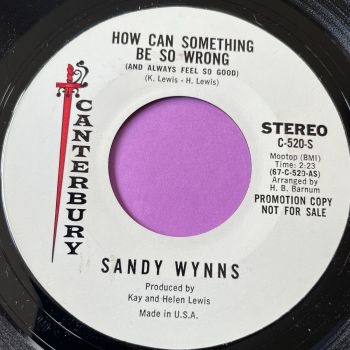 HOW CAN SOMETHING
BE SO WRONG
(AND ALWAYS FEEL SO GOOD)
(K. Lewis - H. Lewis)
CANTERBURY
STEREO
C-520-S
Mooptop (BMI)
Time: 2:23
(67-C-520-AS)
Arranged by
H. B. Barnum
PROMOTION COPY
NOT FOR SALE
SANDY WYNNS
Produced by
Kay and Helen Lewis
Made in U.S.A.